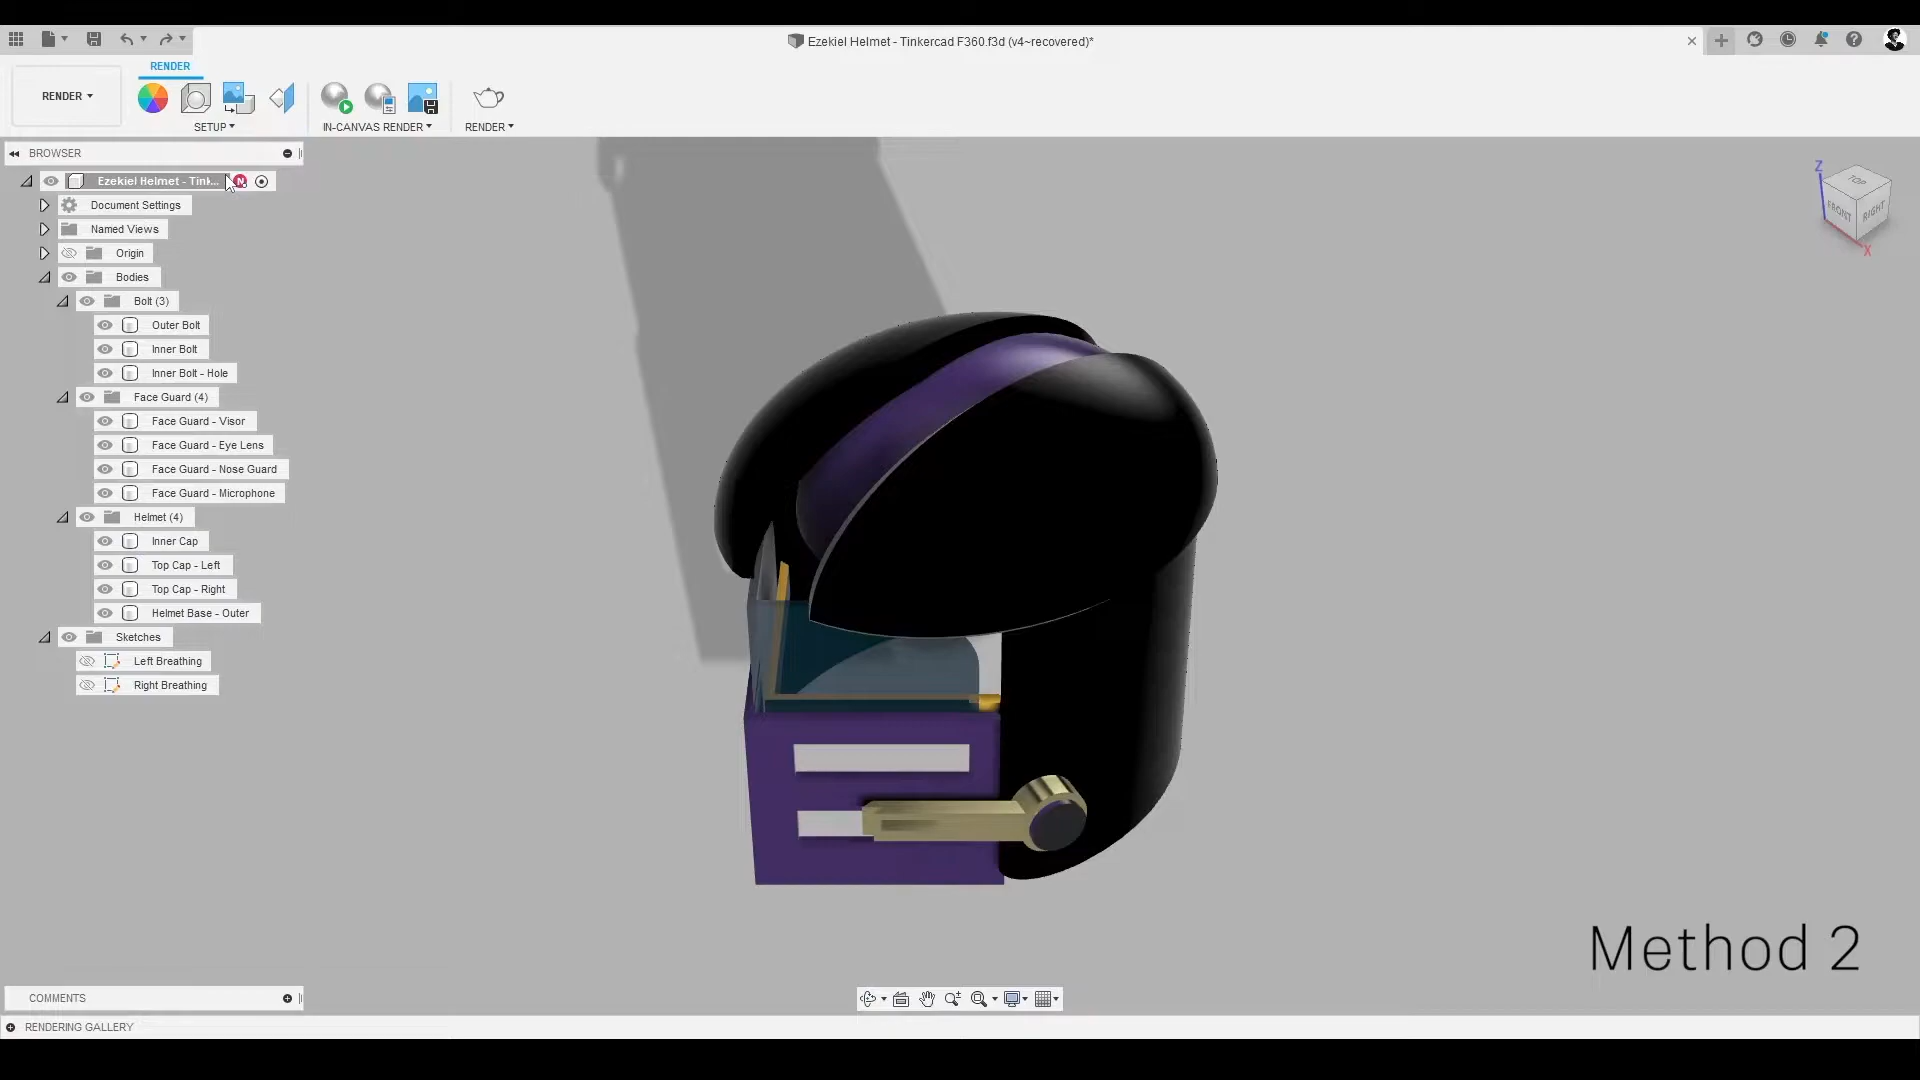 Ezekiel Helmet - Tinkercad F360.f3d (v4~recovered)*
RENDER
RENDER
SETUP
IN-CANVAS RENDER
RENDER
BROWSER
Ezekiel Helmet - Tink...
N
Document Settings
Named Views
Origin
Bodies
Bolt (3)
Outer Bolt
Inner Bolt
Inner Bolt - Hole
Face Guard (4)
Face Guard - Visor
Face Guard - Eye Lens
Face Guard - Nose Guard
Face Guard - Microphone
Helmet (4)
Inner Cap
Top Cap - Left
Top Cap - Right
Helmet Base - Outer
Sketches
Left Breathing
Right Breathing
Z
TOP
FRONT
RIGHT
X
Method 2
COMMENTS
RENDERING GALLERY